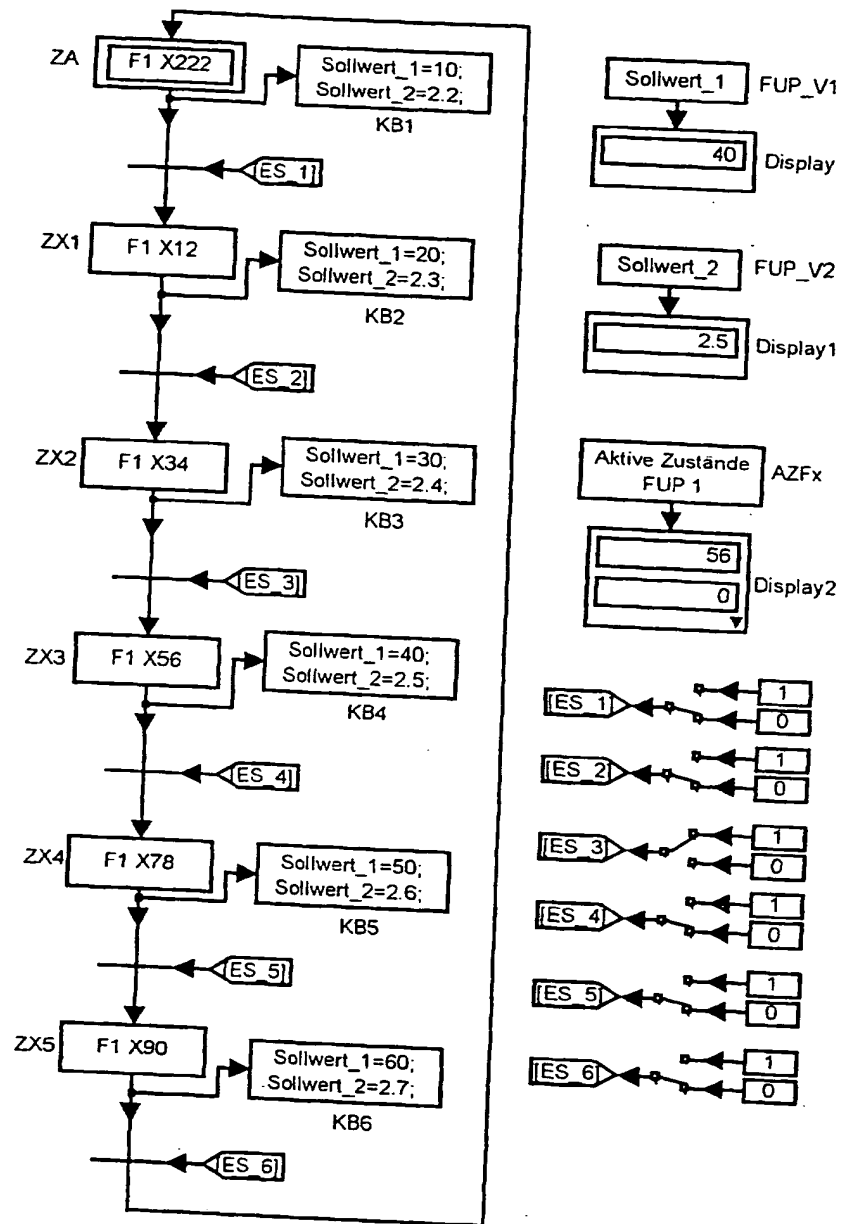 ZA
F1 X222
Sollwert_1=10;
Sollwert_2=2.2;
KB1
[ES_1]
ZX1
F1 X12
Sollwert_1=20;
Sollwert_2=2.3;
KB2
[ES_2]
ZX2
F1 X34
Sollwert_1=30;
Sollwert_2=2.4;
KB3
[ES_3]
ZX3
F1 X56
Sollwert_1=40;
Sollwert_2=2.5;
KB4
[ES_4]
ZX4
F1 X78
Sollwert_1=50;
Sollwert_2=2.6;
KB5
[ES_5]
ZX5
F1 X90
Sollwert_1=60;
Sollwert_2=2.7;
KB6
[ES_6]
Sollwert_1
FUP_V1
40
Display
Sollwert_2
FUP_V2
2.5
Display1
Aktive Zustände
FUP 1
AZFx
56
0
Display2
[ES_1]
1
0
[ES_2]
1
0
[ES_3]
1
0
[ES_4]
1
0
[ES_5]
1
0
[ES_6]
1
0